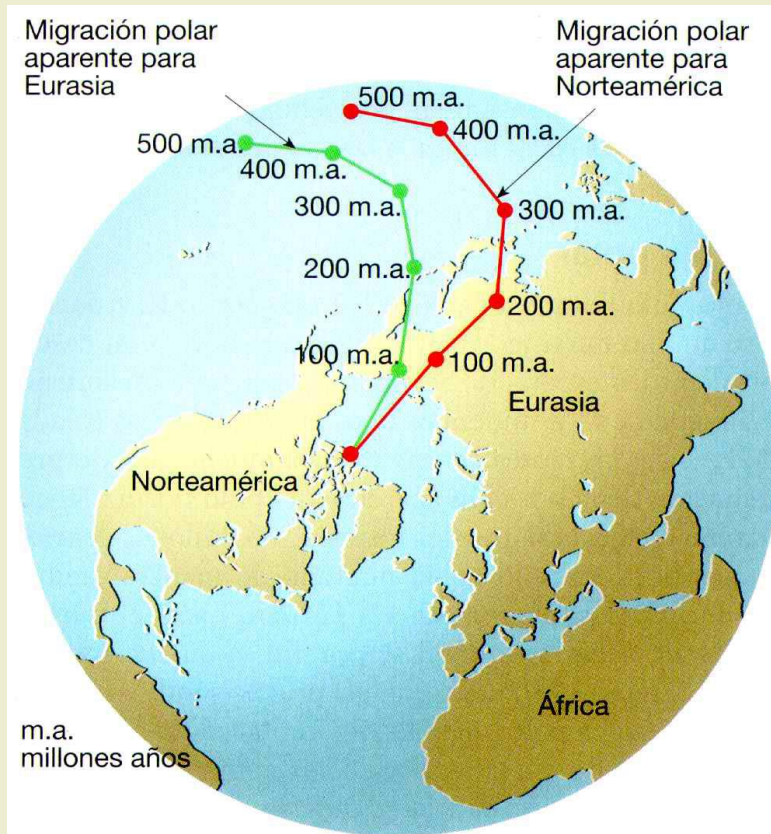 Migración polar
aparente para
Eurasia
Migración polar
aparente para
Norteamérica
500 m.a.
400 m.a.
300 m.a.
200 m.a.
100 m.a.
500 m.a.
400 m.a.
300 m.a.
200 m.a.
100 m.a.
Eurasia
Norteamérica
África
m.a.
millones años